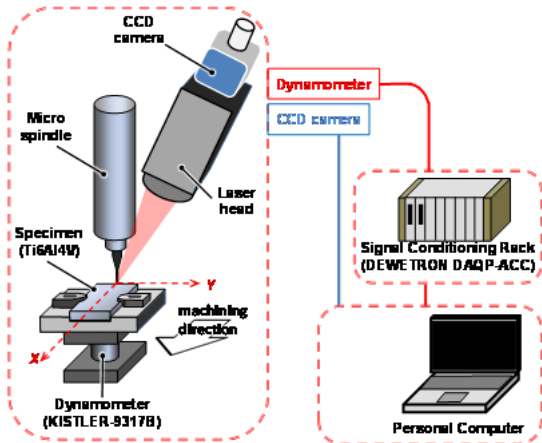 CCD
camera
Micro
spindle
Laser
head
Specimen
(Ti6Al4V)
Y
X
machining
direction
Dynamometer
(KISTLER-9317B)
Dynamometer
CCD camera
Signal Conditioning Rack
(DEWETRON DAQP-ACC)
Personal Computer